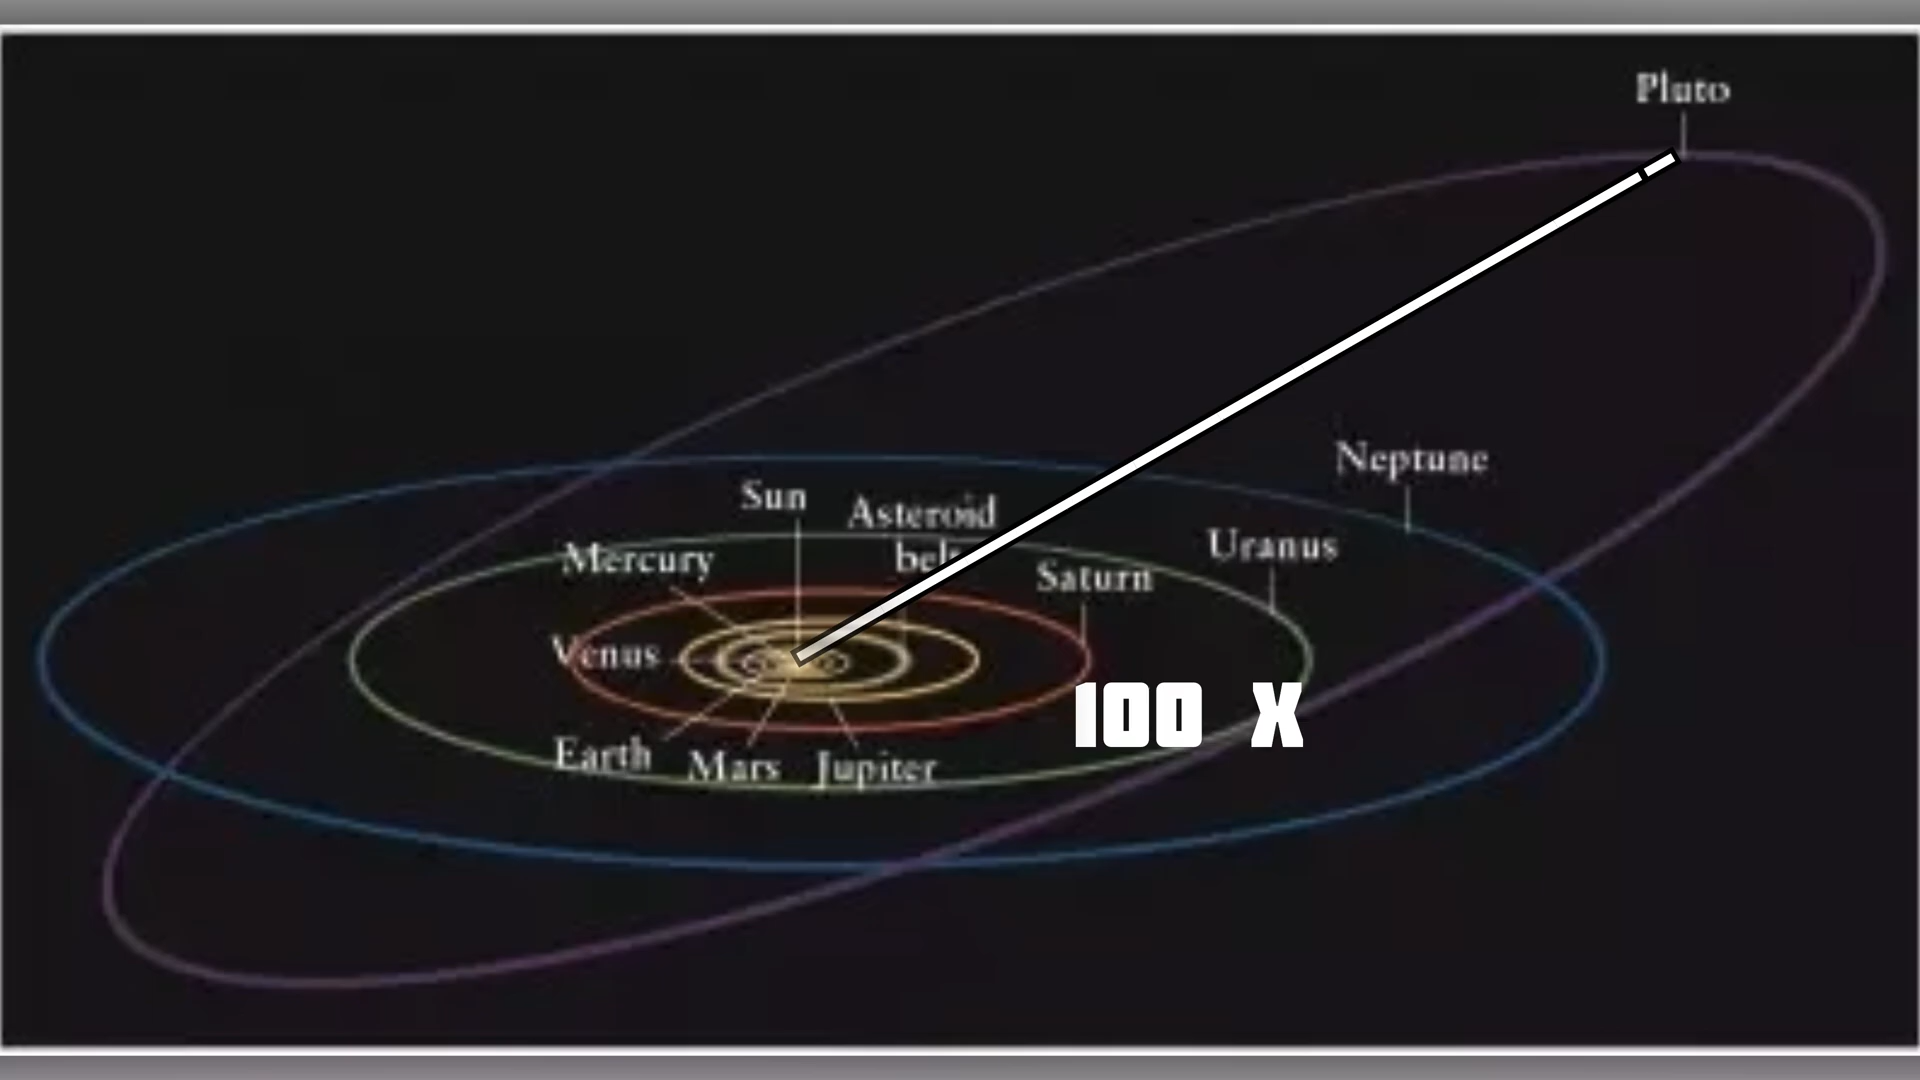 Pluto
Neptune
Sun
Asteroid
Mercury
Uranus
Saturn
Venus
100 X
Earth
Mars
Jupiter